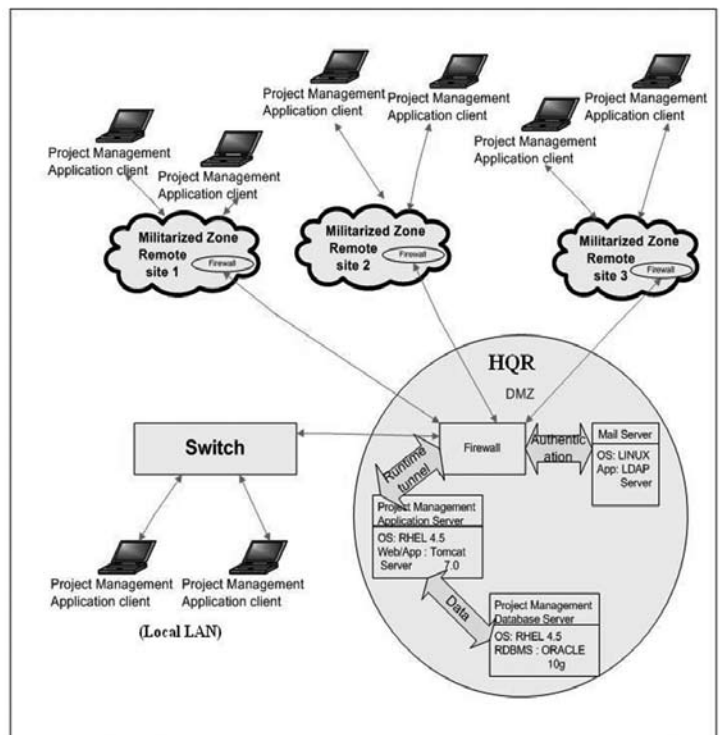 Project Management
Application client
Project Management
Application client
Project Management
Application client
Project Management
Application client
Project Management
Application client
Project Management
Application client
Militarized Zone
Remote
site 1
Firewall
Militarized Zone
Remote
site 2
Firewall
Militarized Zone
Remote
site 3
Firewall
HQR
DMZ
Switch
Firewall
Authentic
ation
Mail Server
OS: LINUX
App: LDAP
Server
Runtime
tunnel
Project Management
Application Server
OS: RHEL 4.5
Web/App : Tomcat
Server 7.0
Data
Project Management
Database Server
OS: RHEL 4.5
RDBMS : ORACLE
10g
Project Management
Application client
Project Management
Application client
(Local LAN)